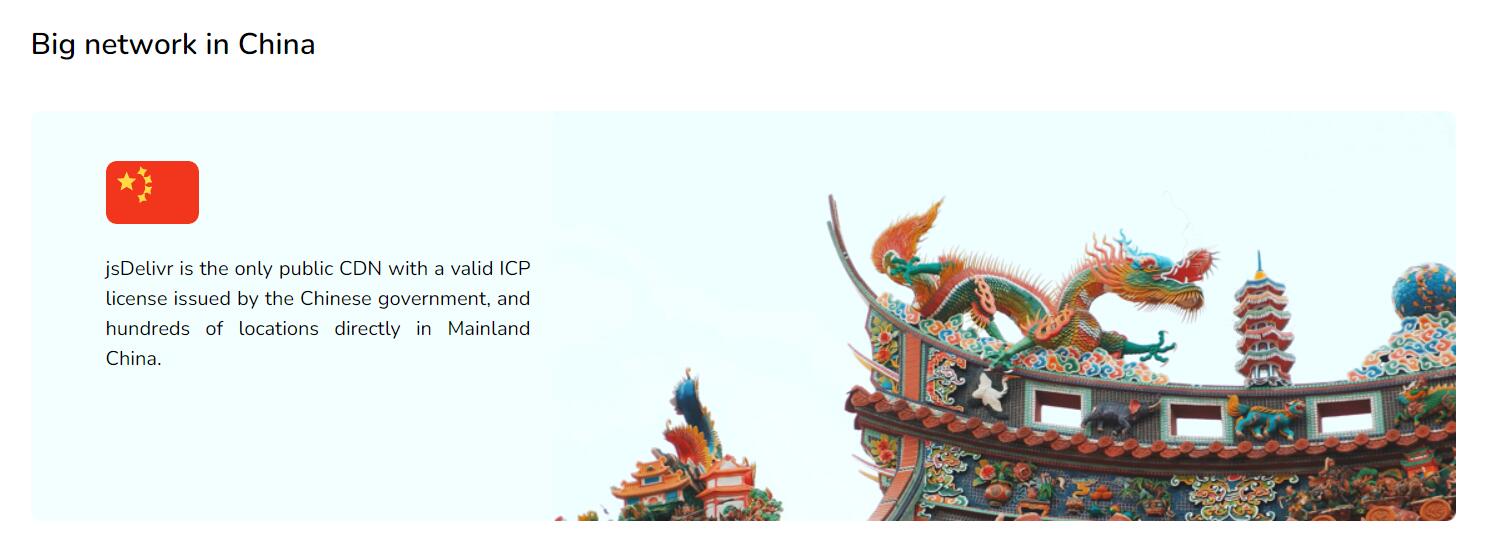 Big network in China
jsDelivr is the only public CDN with a valid ICP
license issued by the Chinese government, and
hundreds of locations directly in Mainland
China.